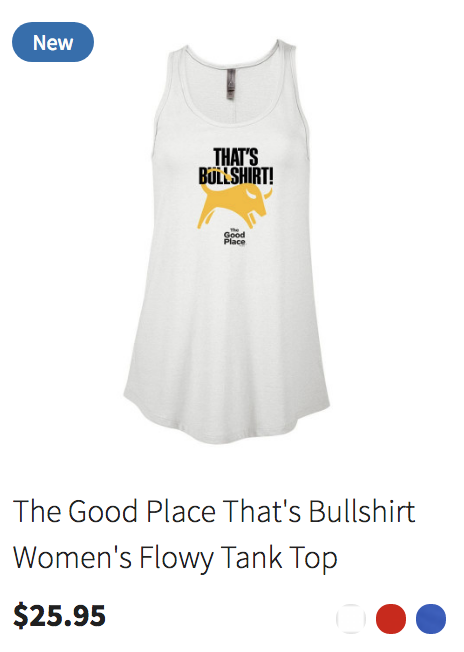 New
THAT'S
BULLSHIRT!
The
Good
Place
The Good Place That's Bullshirt
Women's Flowy Tank Top
$25.95